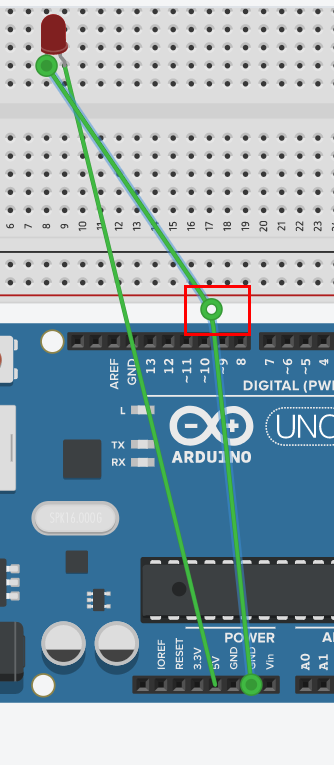 6 7 8 9 10 11 12 13 14 15 16 17 18 19 20 21 22 23
AREF
GND
13
12
~11
~10
~9
8
7
~6
~5
4
DIGITAL (PW
L
TX
RX
UNO
ARDUINO
SPK16.000G
POWER
IOREF
RESET
3.3V
5V
GND
GND
Vin
A0
A1